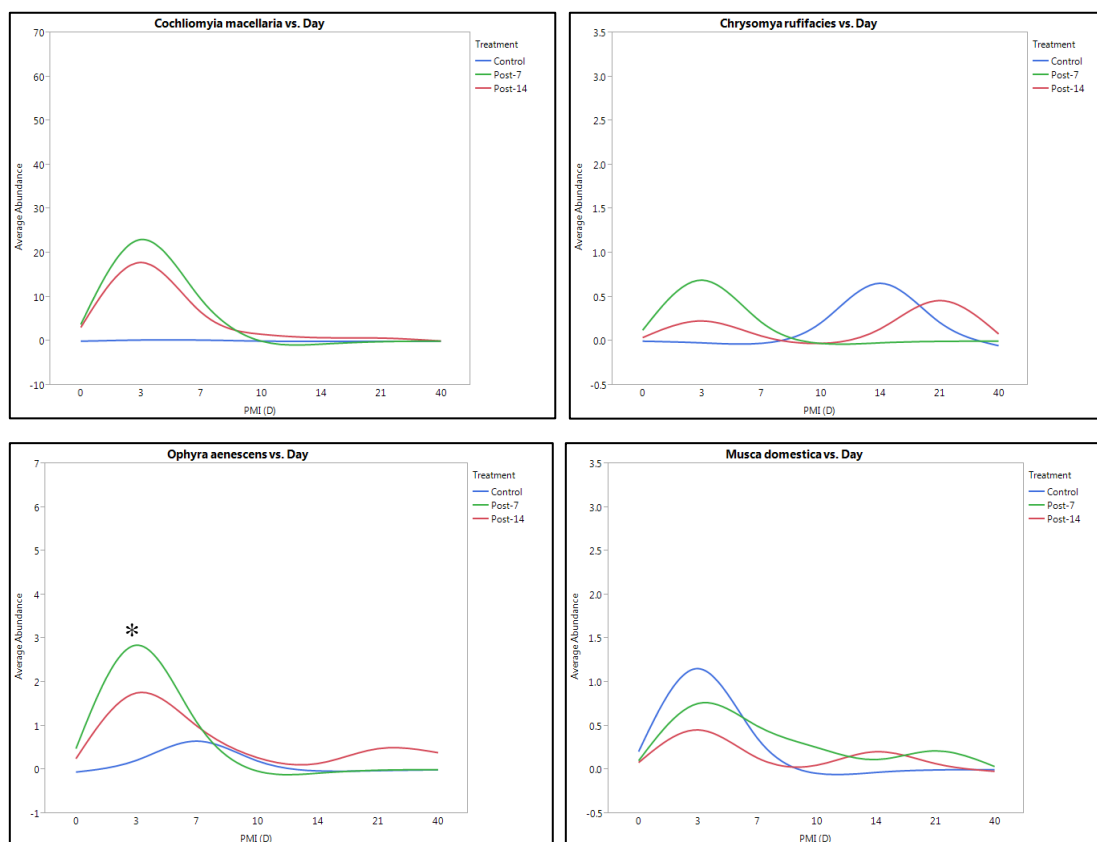 Cochliomyia macellaria vs. Day
70
60
50
40
30
20
10
0
-10
Average Abundance
0 3 7 10 14 21 40
PMI (D)
Treatment
Control
Post-7
Post-14
Chrysomya rufifacies vs. Day
3.5
3.0
2.5
2.0
1.5
1.0
0.5
0.0
-0.5
Average Abundance
0 3 7 10 14 21 40
PMI (D)
Treatment
Control
Post-7
Post-14
Ophyra aenescens vs. Day
7
6
5
4
3
2
1
0
-1
Average Abundance
*
0 3 7 10 14 21 40
PMI (D)
Treatment
Control
Post-7
Post-14
Musca domestica vs. Day
3.5
3.0
2.5
2.0
1.5
1.0
0.5
0.0
-0.5
Average Abundance
0 3 7 10 14 21 40
PMI (D)
Treatment
Control
Post-7
Post-14